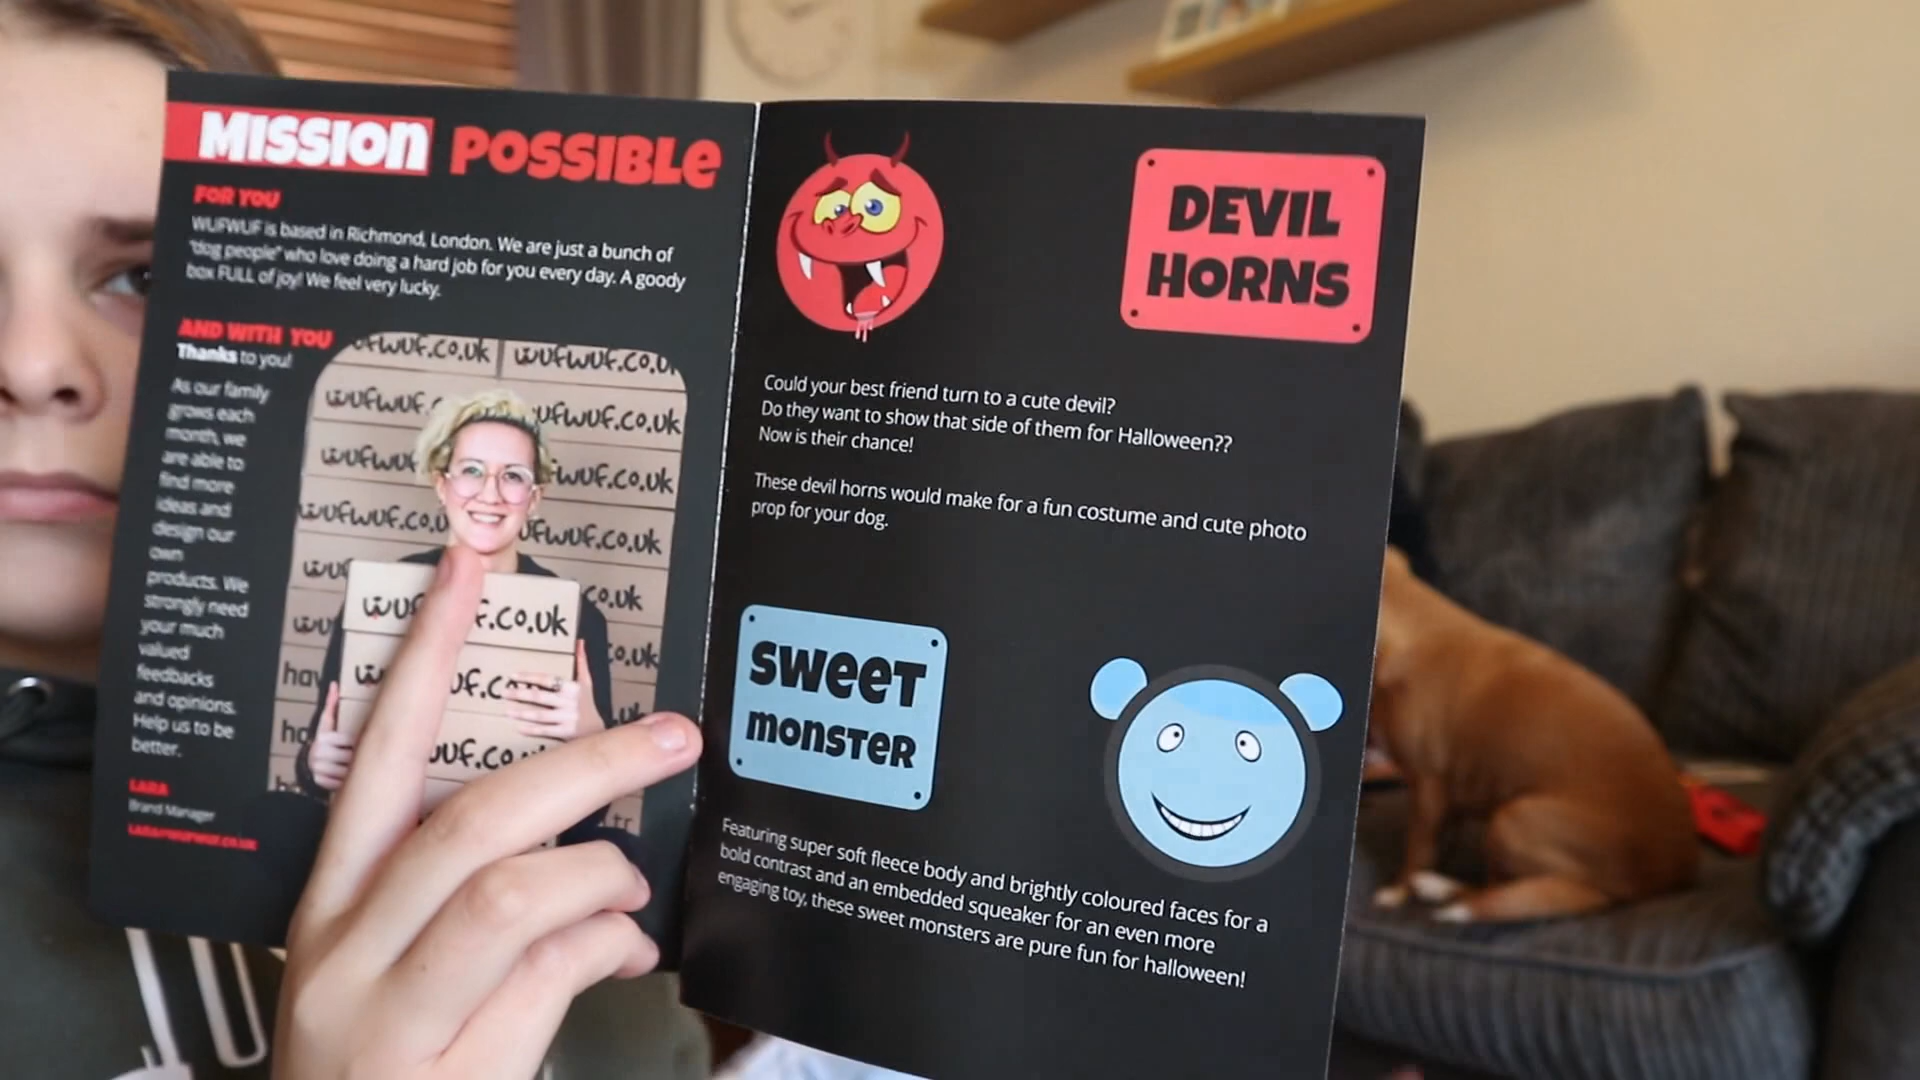 MISSION POSSIBLE
FOR YOU
WUFWUF is based in Richmond, London. We are just a bunch of
"dog people" who love doing a hard job for you every day. A goody
box FULL of joy! We feel very lucky.
AND WITH YOU
Thanks to you!
As our family
grows each
month, we
are able to
find more
ideas and
design our
own
products. We
strongly need
your much
valued
feedbacks
and opinions.
Help us to be
better.
LARA
Brand Manager
LARA@WUFWUF.CO.UK
wufwuf.co.uk
DEVIL
HORNS
Could your best friend turn to a cute devil?
Do they want to show that side of them for Halloween??
Now is their chance!
These devil horns would make for a fun costume and cute photo
prop for your dog.
SWEET
MONSTER
Featuring super soft fleece body and brightly coloured faces for a
bold contrast and an embedded squeaker for an even more
engaging toy, these sweet monsters are pure fun for halloween!